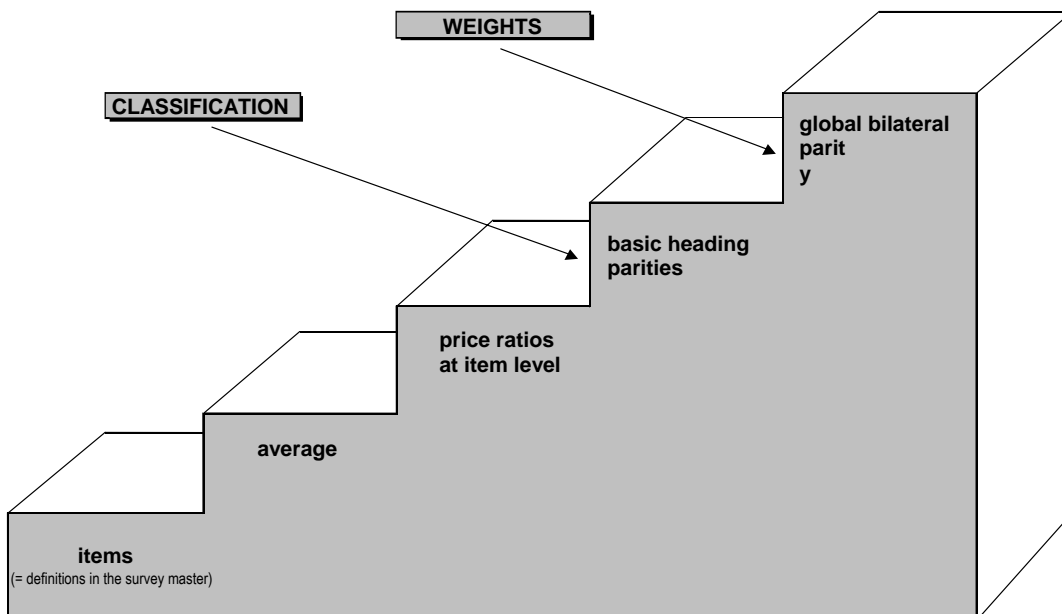 WEIGHTS
CLASSIFICATION
global bilateral
parit
y
basic heading
parities
price ratios
at item level
average
items
(= definitions in the survey master)